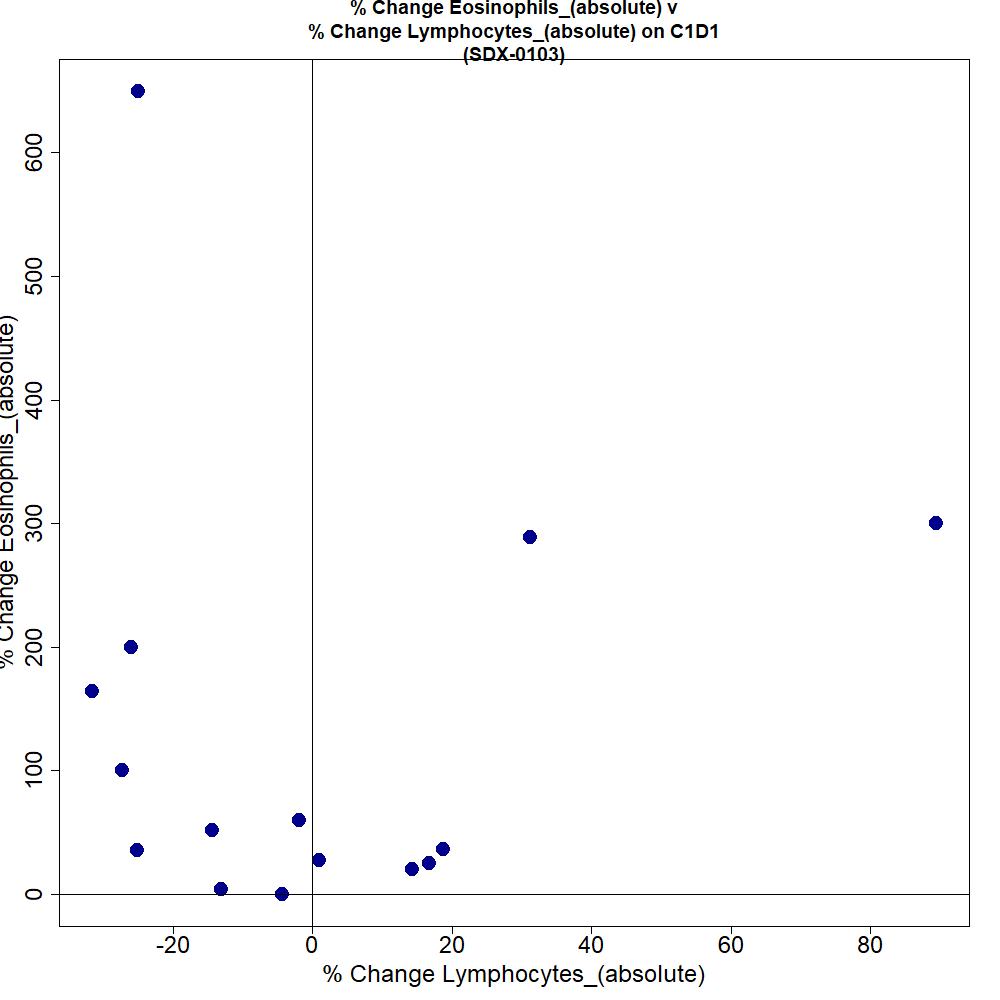 % Change Eosinophils_(absolute) v
% Change Lymphocytes_(absolute) on C1D1
(SDX-0103)
% Change Eosinophils_(absolute)
600
500
400
300
200
100
0
-20 0 20 40 60 80
% Change Lymphocytes_(absolute)